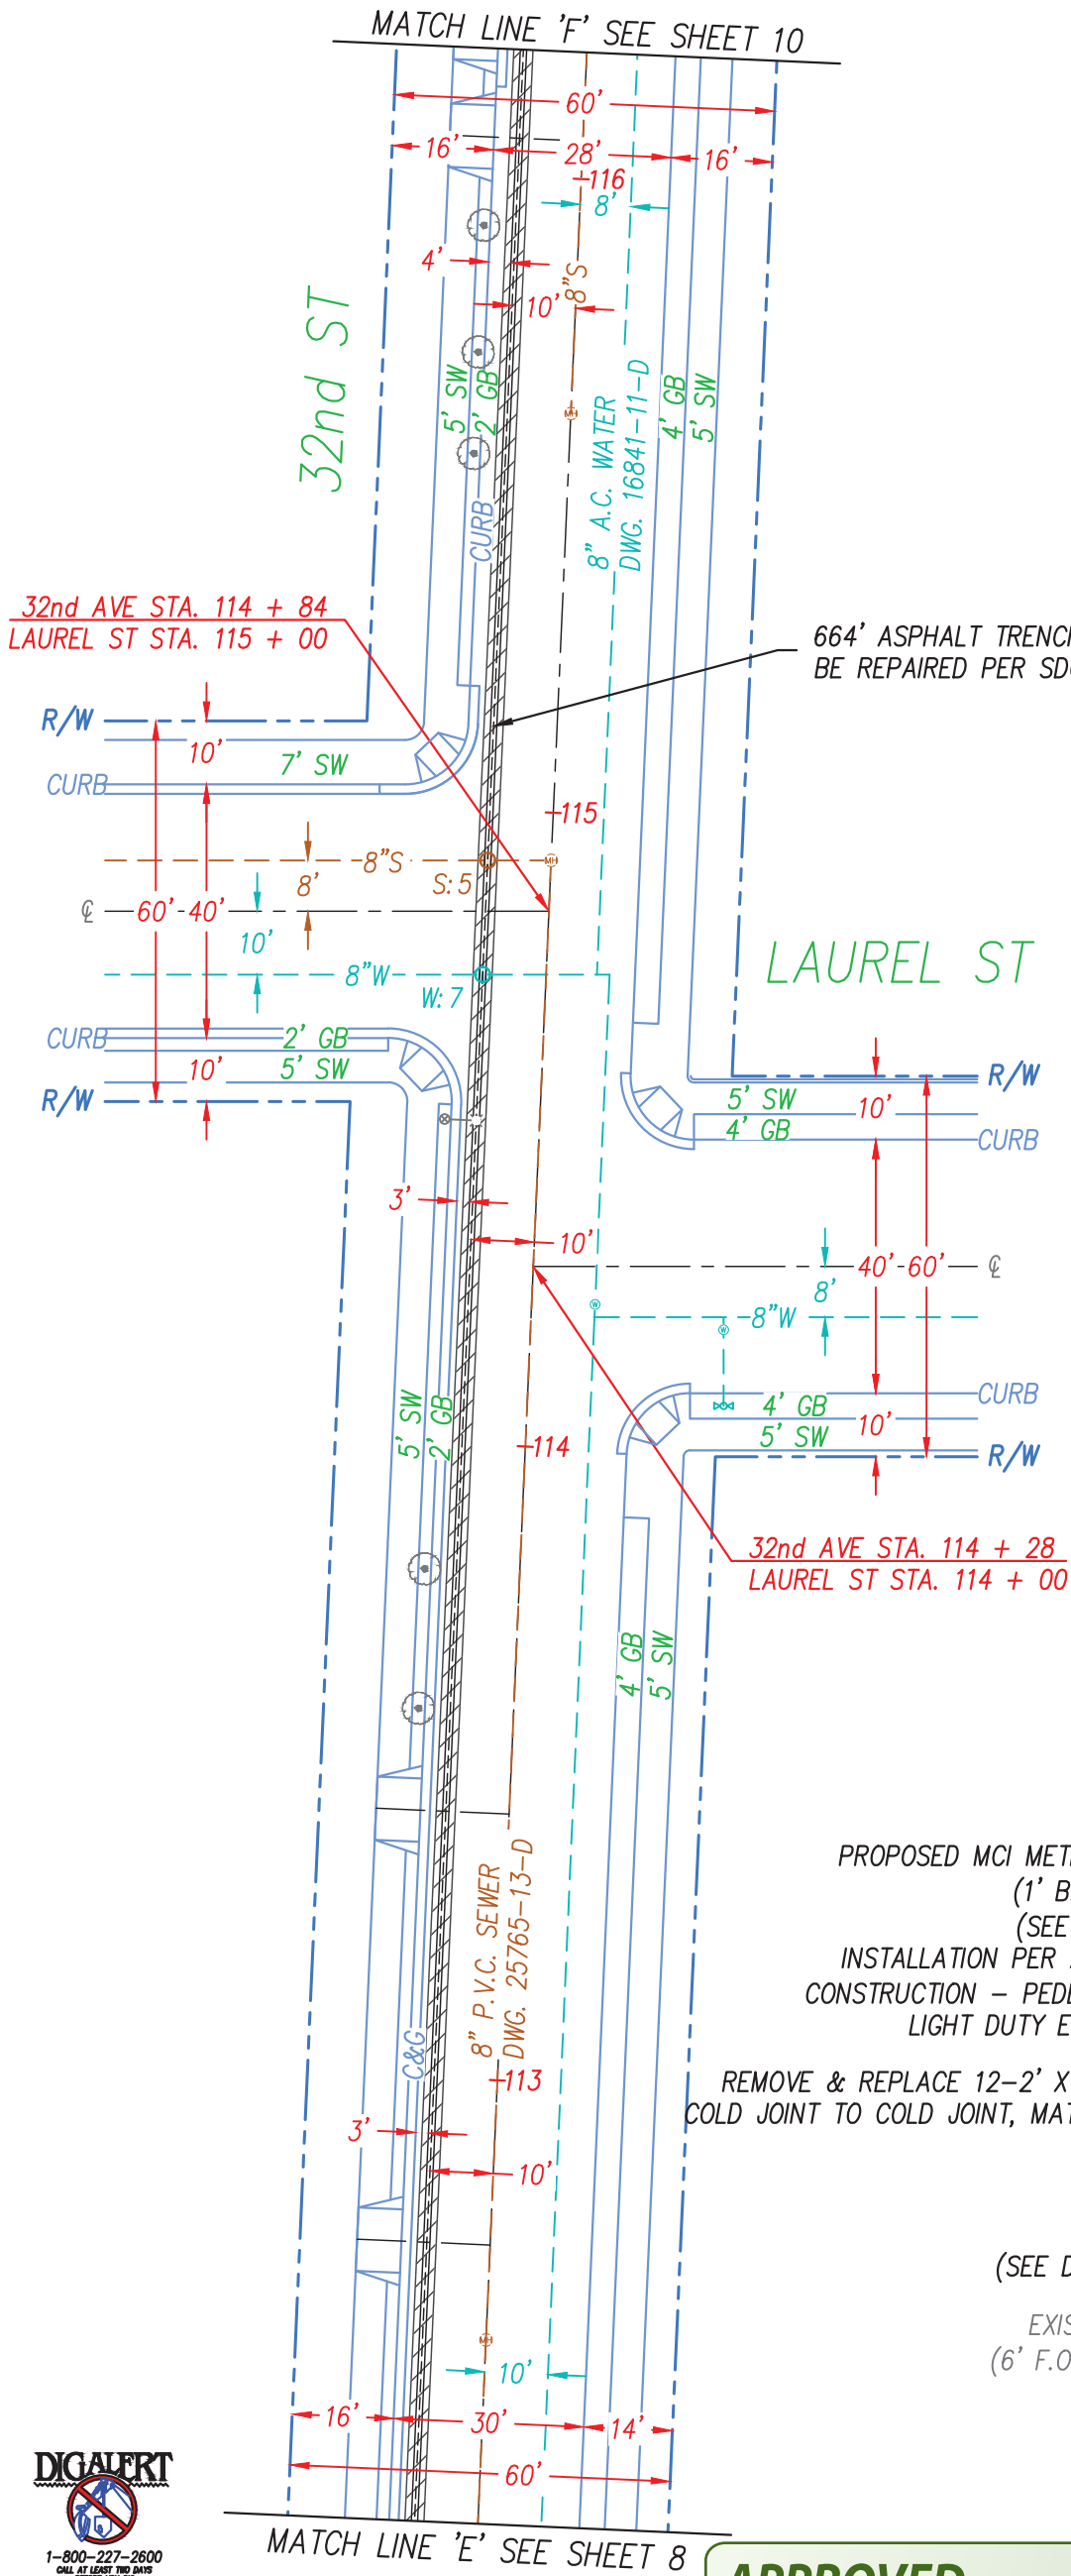 MATCH LINE 'F' SEE SHEET 10
60'
16'
28'
16'
116
8'
4'
10'
8"S
32nd ST
5' SW
2' GB
CURB
8" A.C. WATER
DWG. 16841-11-D
4' GB
5' SW
32nd AVE STA. 114 + 84
LAUREL ST STA. 115 + 00
664' ASPHALT TRENCH
BE REPAIRED PER
R/W
10'
7' SW
CURB
115
8"S
S:5
8'
℄
60'
40'
10'
8"W
W:7
LAUREL ST
CURB
2' GB
5' SW
10'
R/W
R/W
5' SW
10'
4' GB
CURB
3'
10'
40'
60'
℄
8'
8"W
CURB
4' GB
10'
5' SW
R/W
5' SW
2' GB
114
32nd AVE STA. 114 + 28
LAUREL ST STA. 114 + 00
4' GB
5' SW
PROPOSED MCI
(1'
(SEE
INSTALLATION PER
CONSTRUCTION -
LIGHT DUTY
8" P.V.C. SEWER
DWG. 25765-13-D
C&G
113
REMOVE & REPLACE 12-2' X
COLD JOINT TO COLD JOINT,
3'
10'
(SEE
(6'
MH
10'
16'
30'
14'
60'
DIGALERT
1-800-227-2600
CALL AT LEAST TWO DAYS
MATCH LINE 'E' SEE SHEET 8
APPROVED